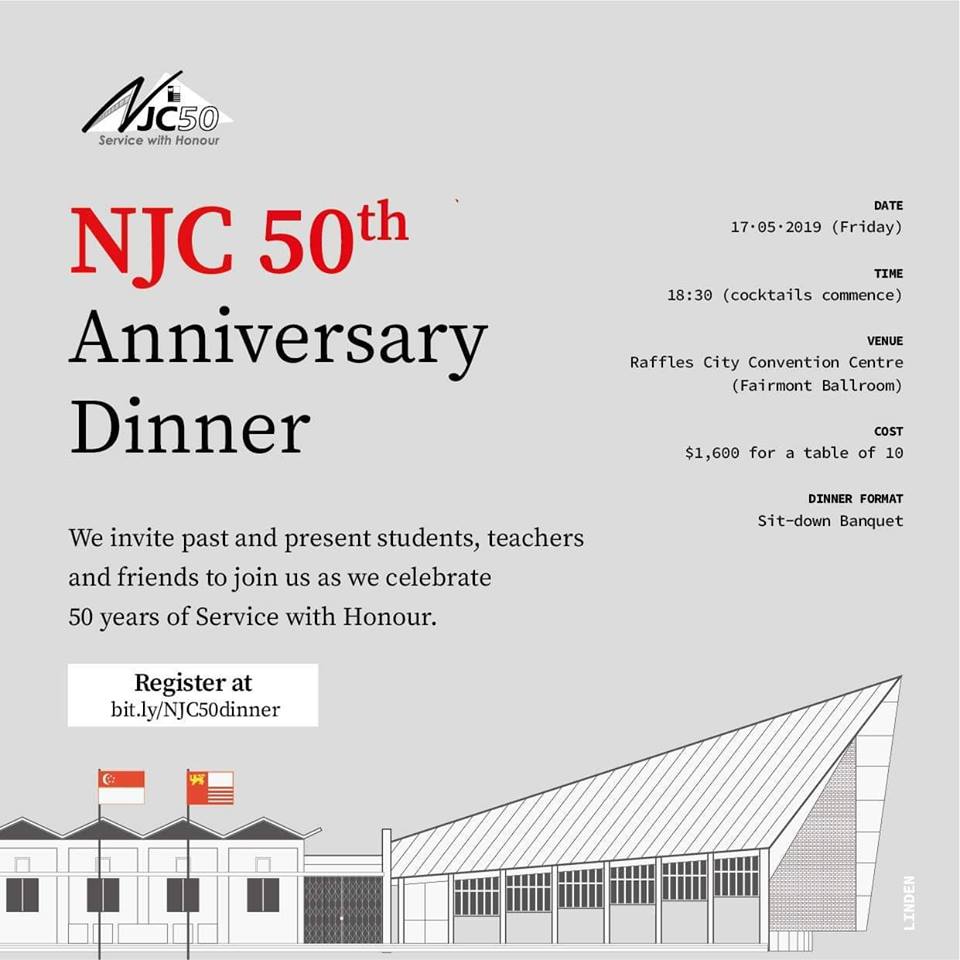 NJC50
Service with Honour
NJC 50th
Anniversary
Dinner
We invite past and present students, teachers
and friends to join us as we celebrate
50 years of Service with Honour.
Register at
bit.ly/NJC50dinner
DATE
17·05·2019 (Friday)
TIME
18:30 (cocktails commence)
VENUE
Raffles City Convention Centre
(Fairmont Ballroom)
COST
$1,600 for a table of 10
DINNER FORMAT
Sit-down Banquet
LINDEN